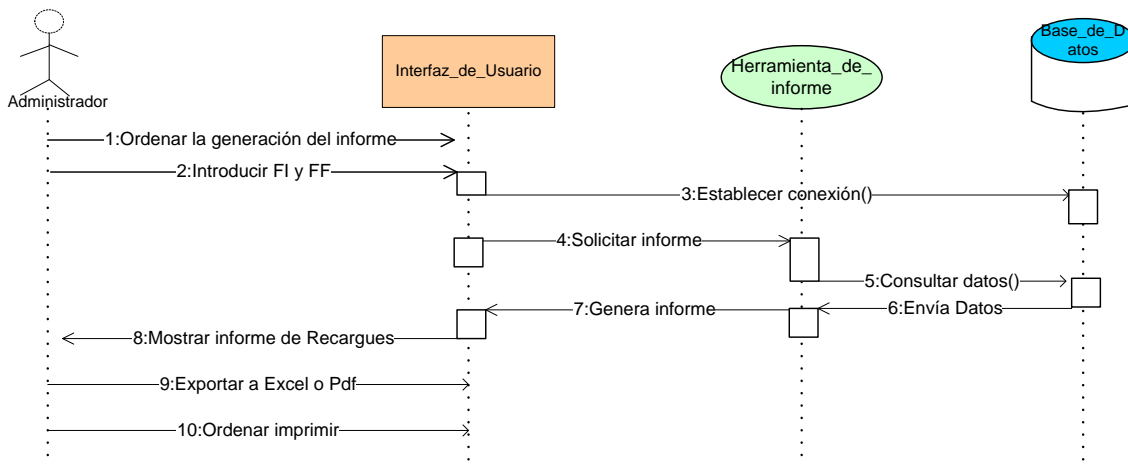 Administrador
Interfaz_de_Usuario
Herramienta_de_
informe
Base_de_D
atos
1:Ordenar la generación del informe
2:Introducir FI y FF
3:Establecer conexión()
4:Solicitar informe
5:Consultar datos()
6:Envía Datos
7:Genera informe
8:Mostrar informe de Recargues
9:Exportar a Excel o Pdf
10:Ordenar imprimir